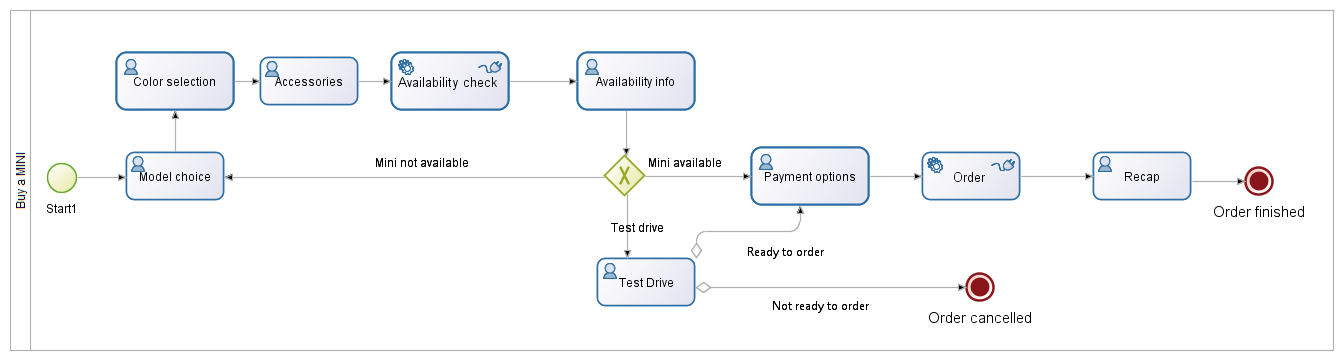 Buy a MINI
Color selection
Accessories
Availability check
Availability info
Start1
Model choice
Mini not available
Mini available
Payment options
Order
Recap
Order finished
Test drive
Ready to order
Test Drive
Not ready to order
Order cancelled